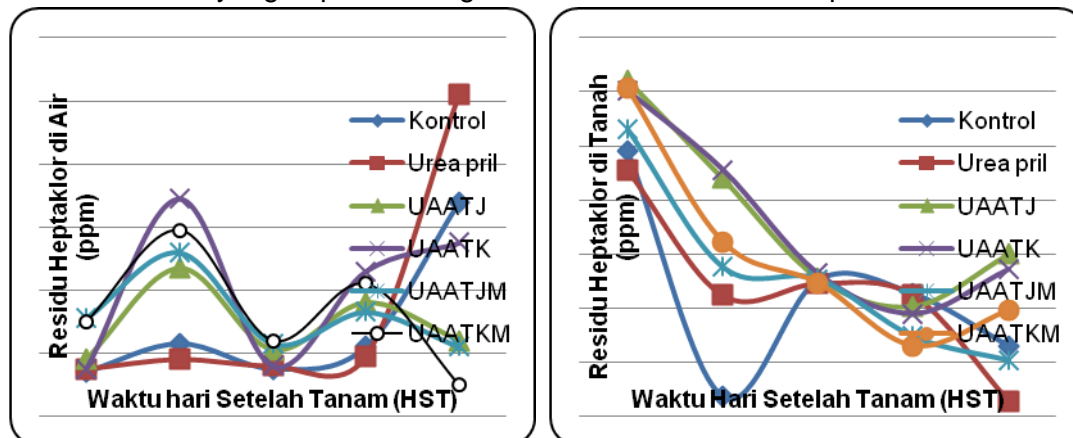 Residu Heptaklor di Air
(ppm)
Kontrol
Urea pril
UAATJ
UAATK
UAATJM
UAATKM
Waktu hari Setelah Tanam (HST)
Residu Heptaklor di Tanah
(ppm)
Kontrol
Urea pril
UAATJ
UAATK
UAATJM
UAATKM
Waktu Hari Setelah Tanam (HST)